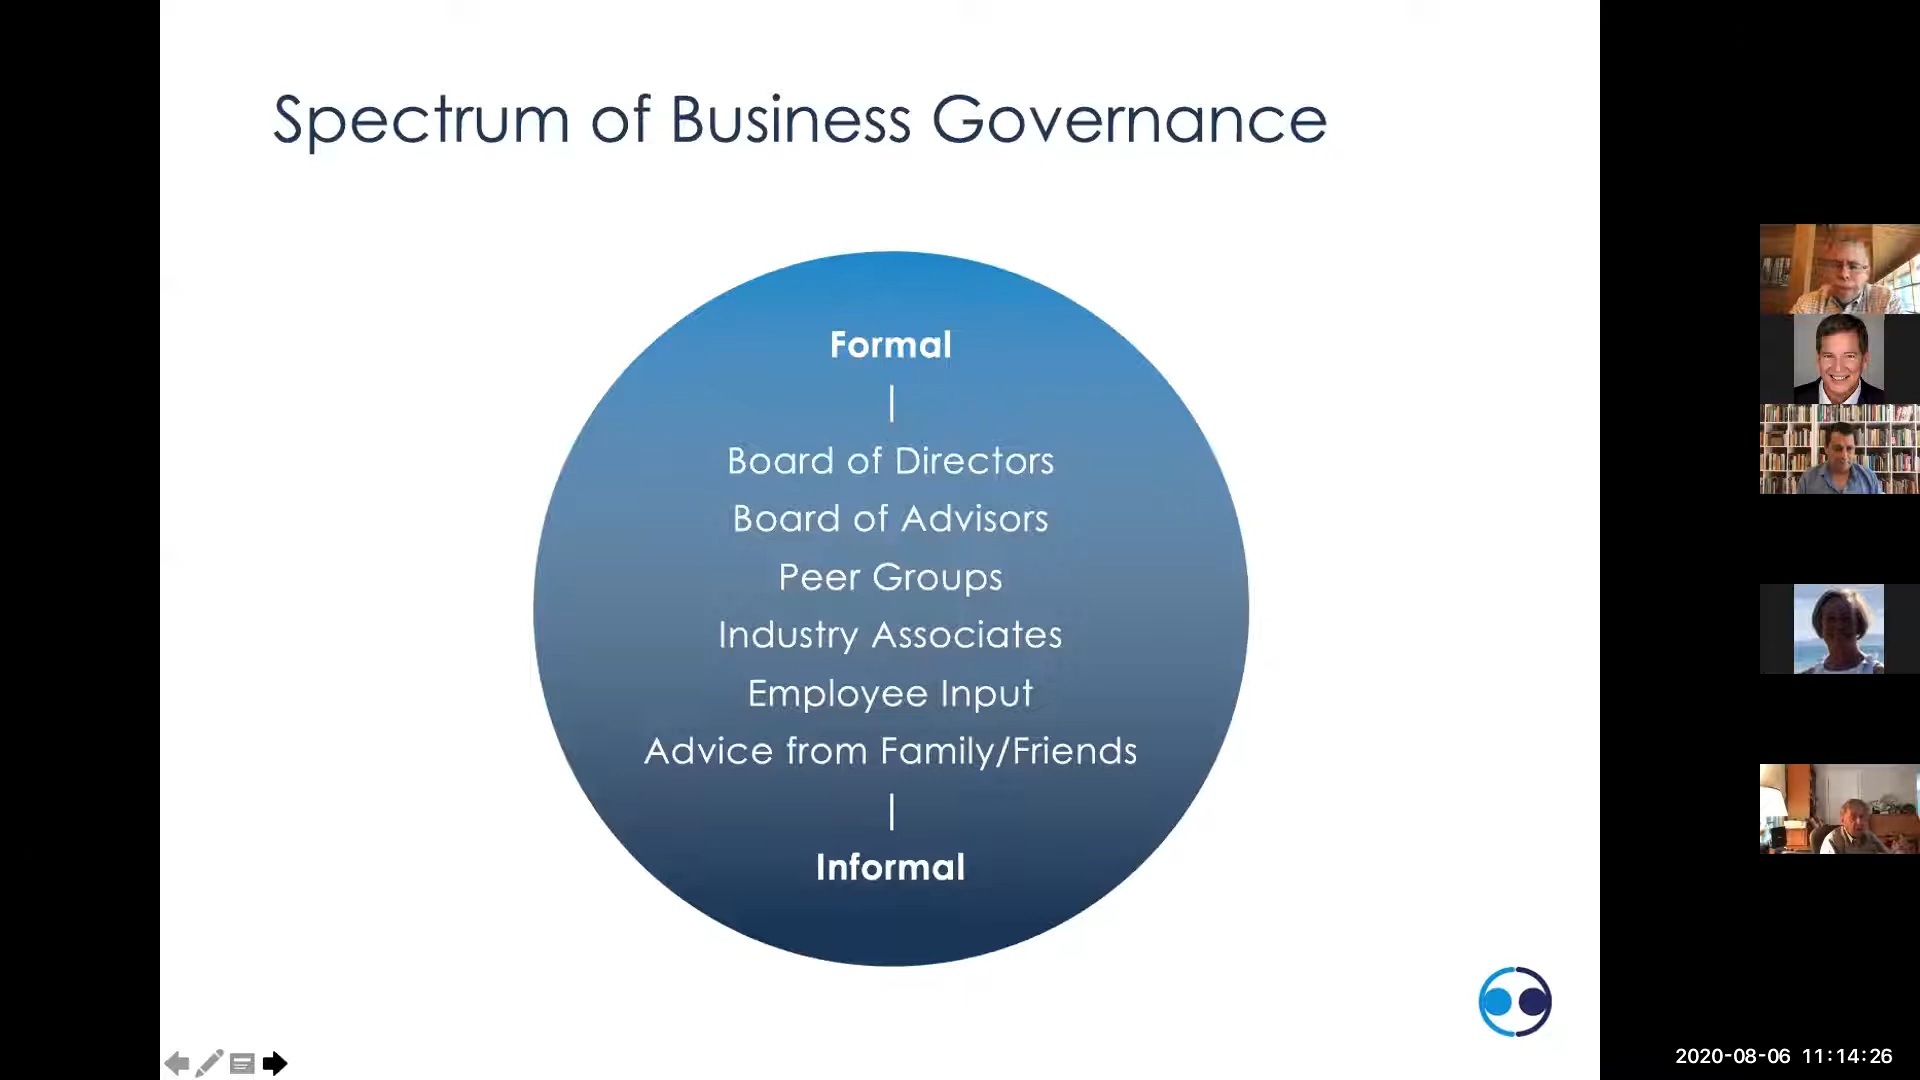 Spectrum of Business Governance
Formal
|
Board of Directors
Board of Advisors
Peer Groups
Industry Associates
Employee Input
Advice from Family/Friends
|
Informal
2020-08-06 11:14:26